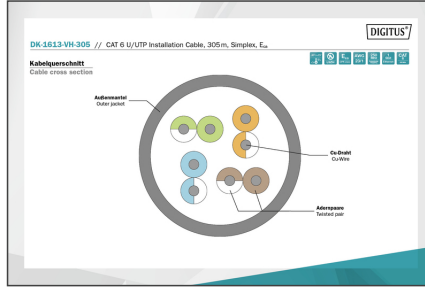 DIGITUS®
DK-1613-VH-305 // CAT 6 U/UTP Installation Cable, 305 m, Simplex, Eca
Kabelquerschnitt
Cable cross section
Außenmantel
Outer jacket
Cu-Draht
Cu-Wire
Adernpaare
Twisted pair